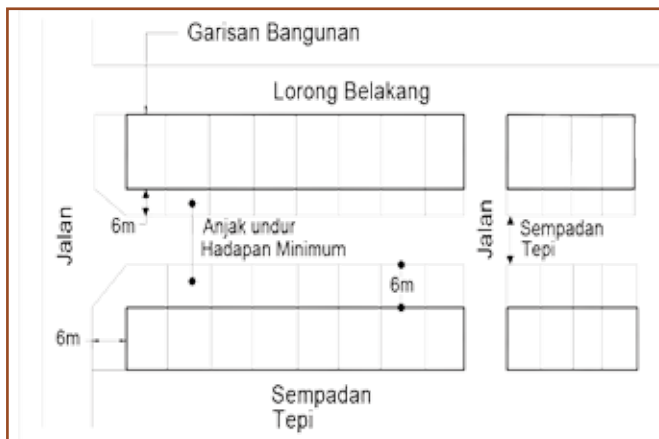 Garisan Bangunan
Lorong Belakang
Jalan
6m
Anjak undur
Hadapan Minimum
Jalan
Sempadan
Tepi
6m
6m
Sempadan
Tepi